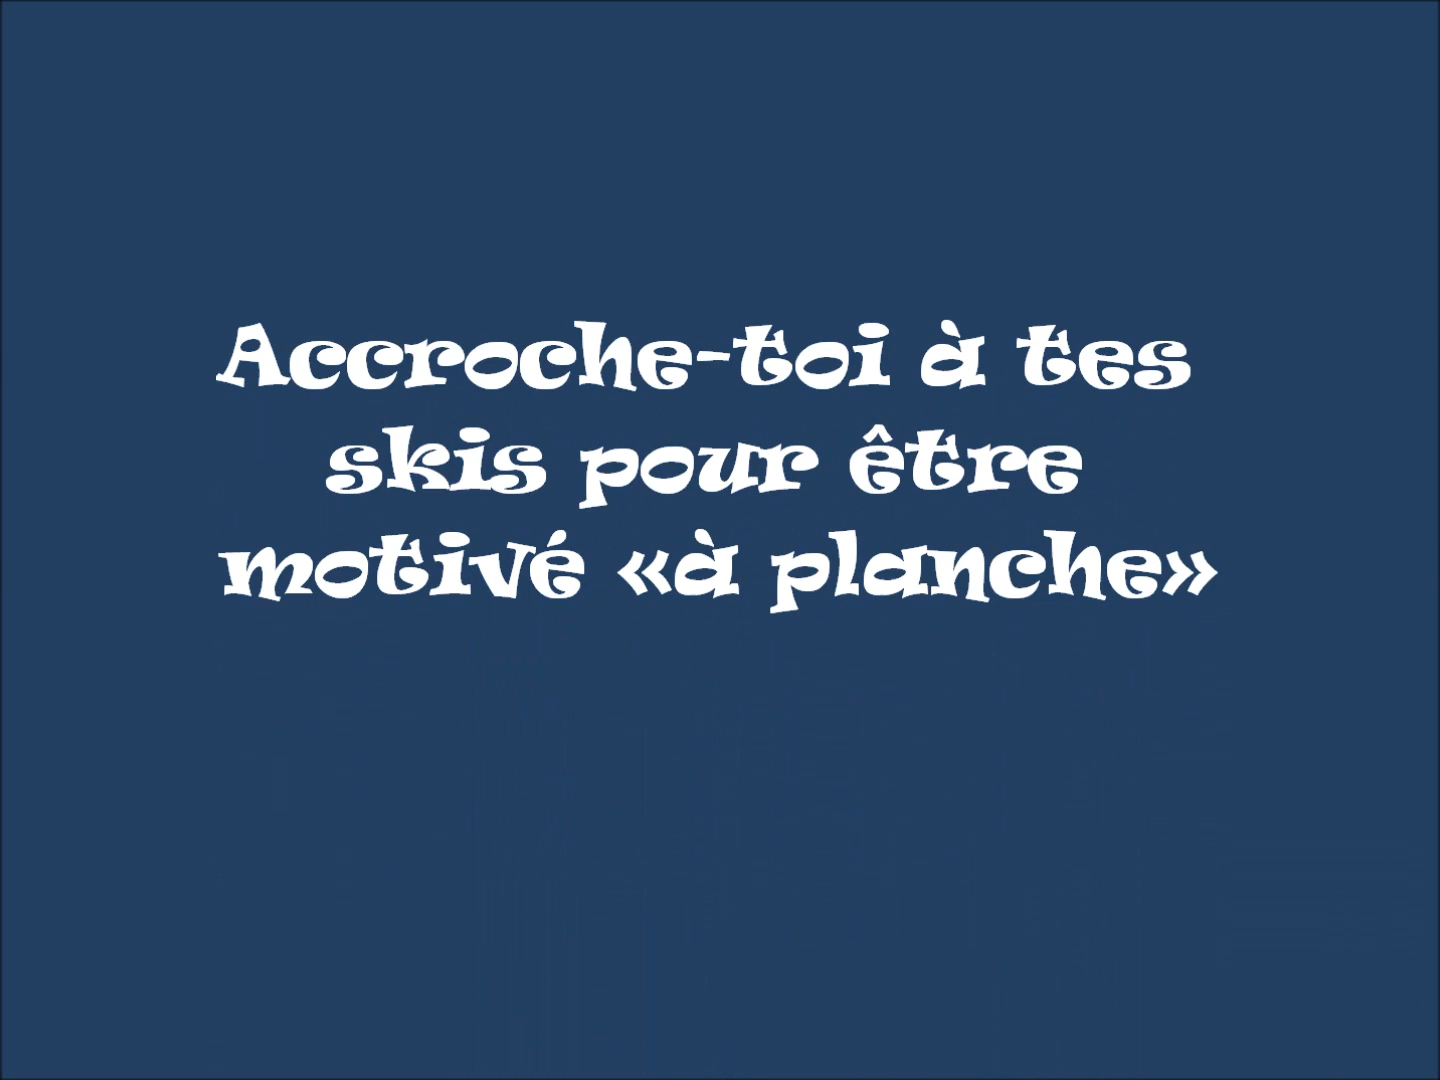 Accroche-toi à tes
skis pour être
motivé «à planche»